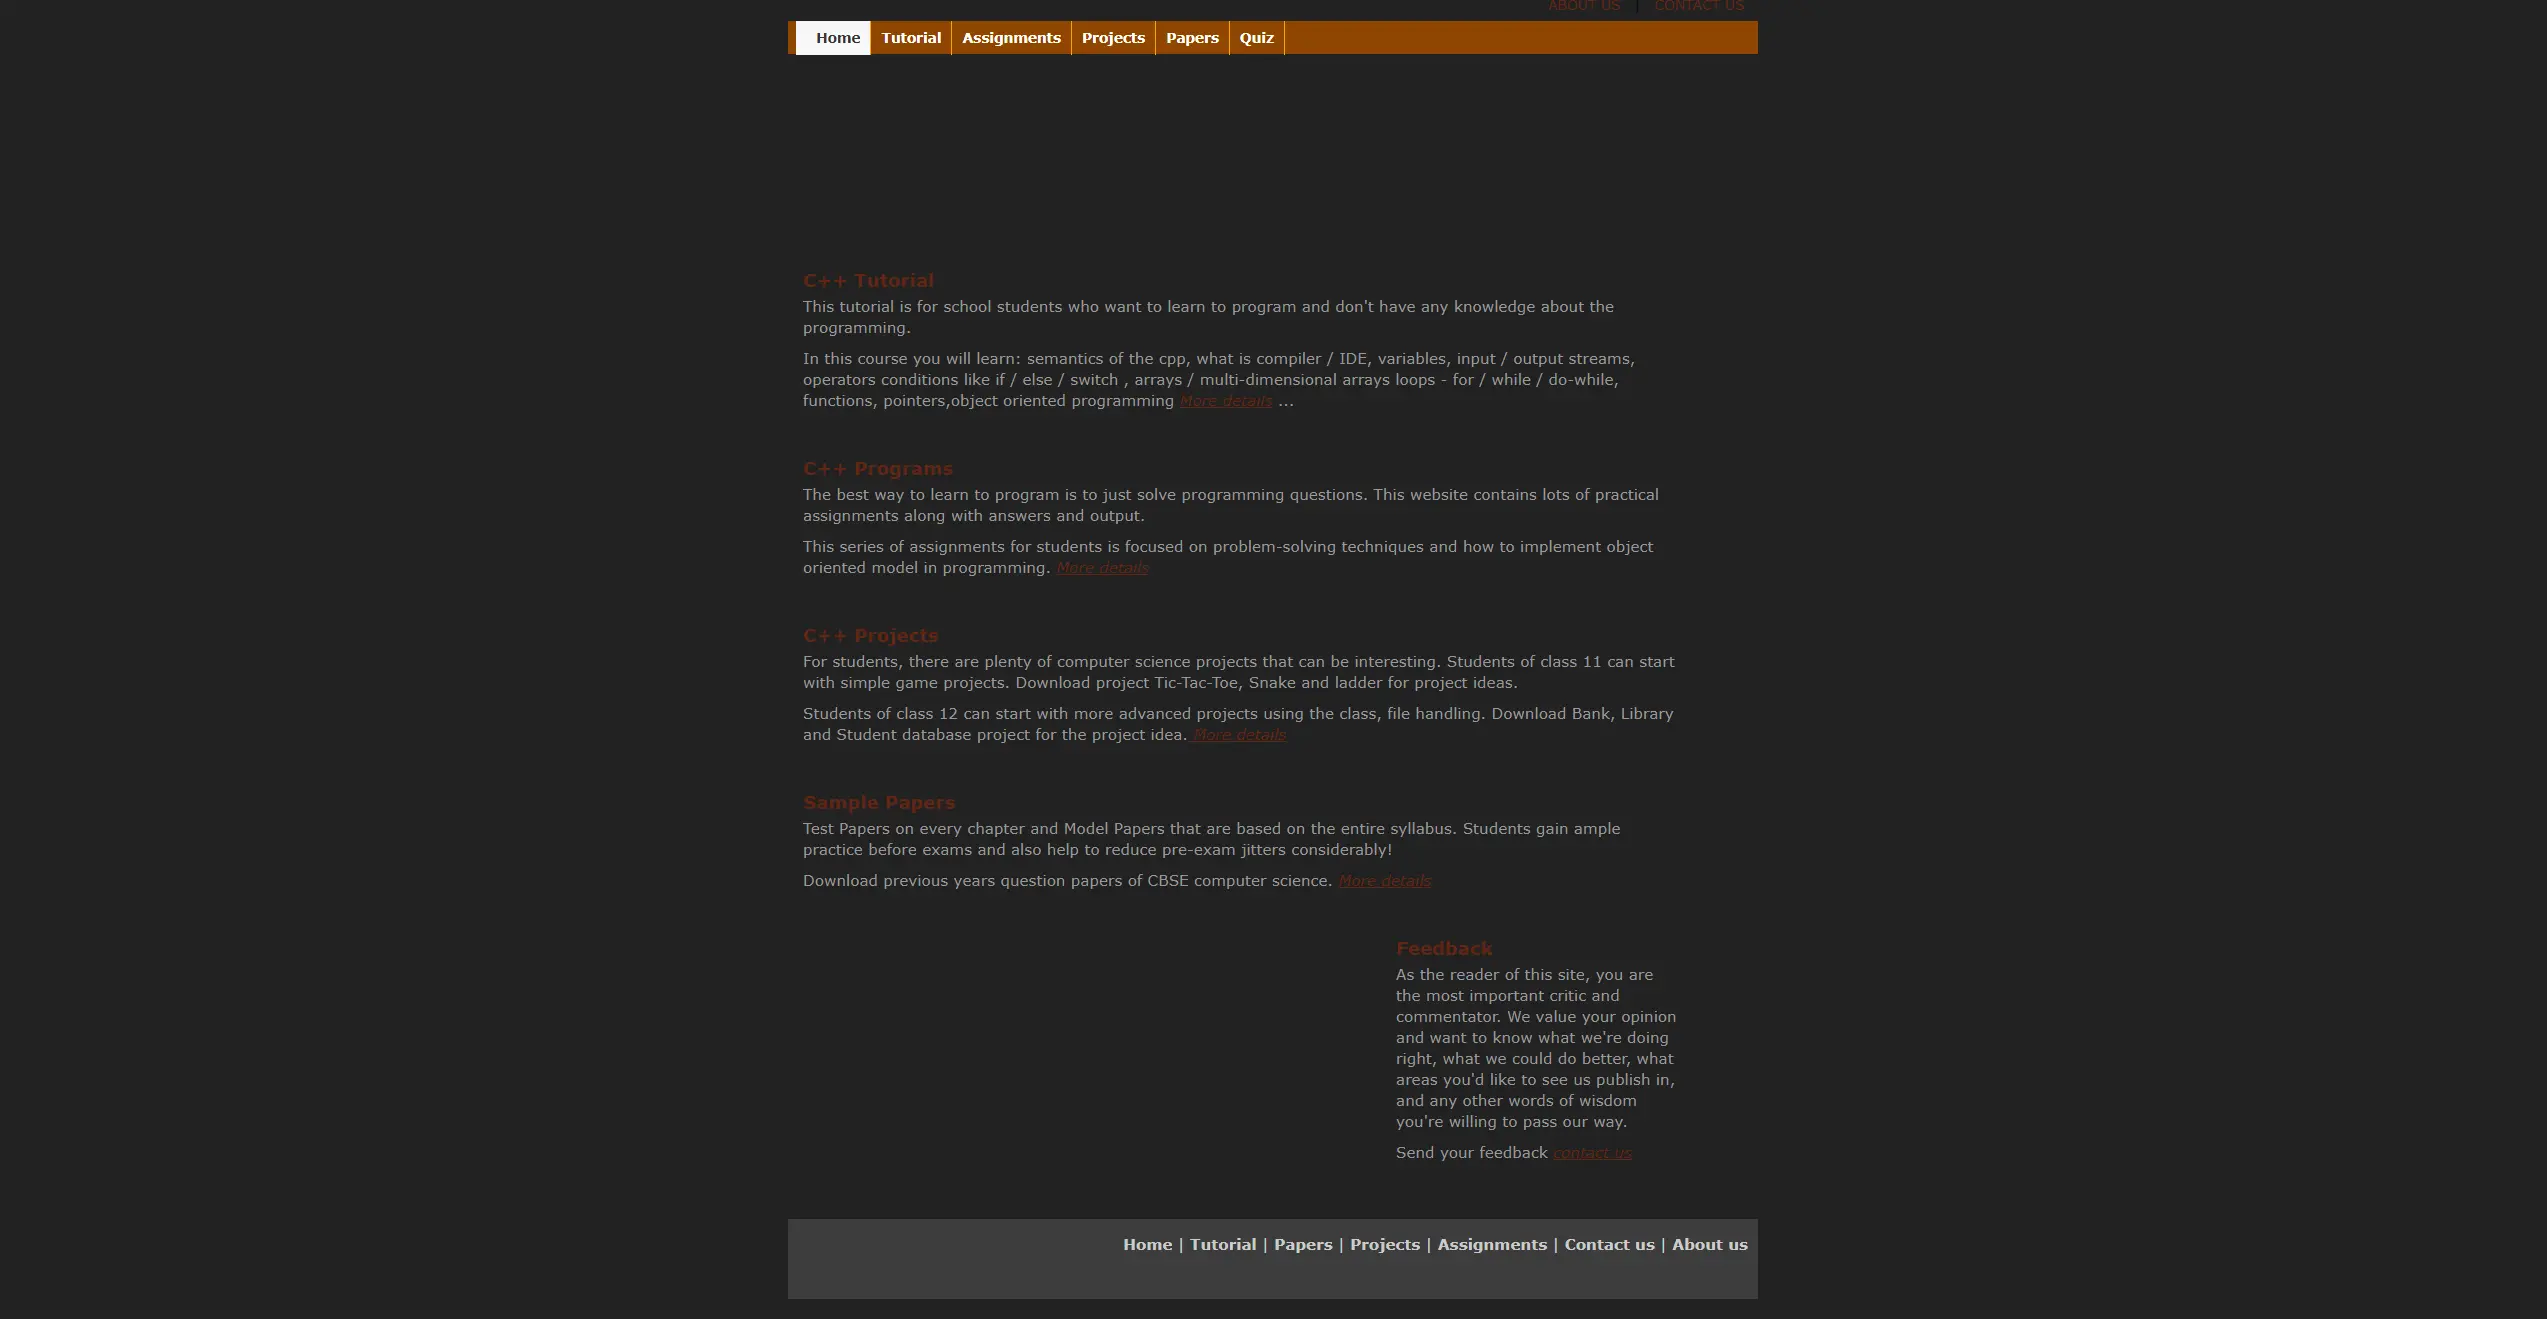 ABOUT US | CONTACT US
Home Tutorial Assignments Projects Papers Quiz
C++ Tutorial
This tutorial is for school students who want to learn to program and don't have any knowledge about the
programming.
In this course you will learn: semantics of the cpp, what is compiler / IDE, variables, input / output streams,
operators conditions like if / else / switch , arrays / multi-dimensional arrays loops - for / while / do-while,
functions, pointers,object oriented programming More details ...
C++ Programs
The best way to learn to program is to just solve programming questions. This website contains lots of practical
assignments along with answers and output.
This series of assignments for students is focused on problem-solving techniques and how to implement object
oriented model in programming. More details
C++ Projects
For students, there are plenty of computer science projects that can be interesting. Students of class 11 can start
with simple game projects. Download project Tic-Tac-Toe, Snake and ladder for project ideas.
Students of class 12 can start with more advanced projects using the class, file handling. Download Bank, Library
and Student database project for the project idea. More details
Sample Papers
Test Papers on every chapter and Model Papers that are based on the entire syllabus. Students gain ample
practice before exams and also help to reduce pre-exam jitters considerably!
Download previous years question papers of CBSE computer science. More details
Feedback
As the reader of this site, you are
the most important critic and
commentator. We value your opinion
and want to know what we're doing
right, what we could do better, what
areas you'd like to see us publish in,
and any other words of wisdom
you're willing to pass our way.
Send your feedback contact us
Home | Tutorial | Papers | Projects | Assignments | Contact us | About us